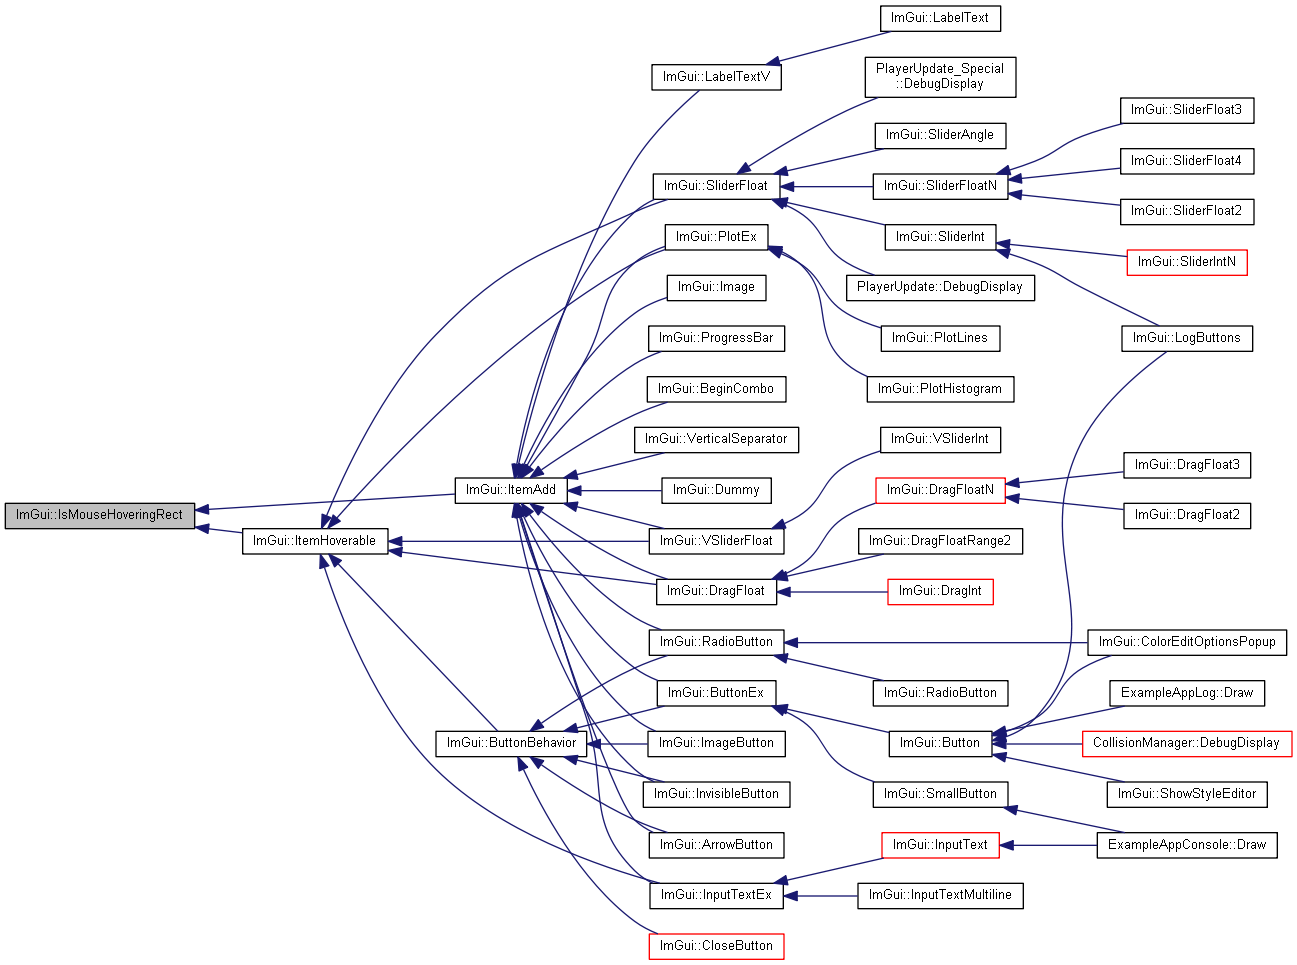 ImGui::LabelText
ImGui::LabelTextV
PlayerUpdate_Special
::DebugDisplay
ImGui::SliderFloat3
ImGui::SliderAngle
ImGui::SliderFloat4
ImGui::SliderFloat
ImGui::SliderFloatN
ImGui::SliderFloat2
ImGui::PlotEx
ImGui::SliderInt
ImGui::SliderIntN
ImGui::Image
PlayerUpdate::DebugDisplay
ImGui::ProgressBar
ImGui::PlotLines
ImGui::LogButtons
ImGui::BeginCombo
ImGui::PlotHistogram
ImGui::VerticalSeparator
ImGui::VSliderInt
ImGui::DragFloat3
ImGui::ItemAdd
ImGui::Dummy
ImGui::DragFloatN
ImGui::IsMouseHoveringRect
ImGui::DragFloat2
ImGui::ItemHoverable
ImGui::VSliderFloat
ImGui::DragFloatRange2
ImGui::DragFloat
ImGui::DragInt
ImGui::RadioButton
ImGui::ColorEditOptionsPopup
ImGui::ButtonEx
ImGui::RadioButton
ExampleAppLog::Draw
ImGui::ButtonBehavior
ImGui::ImageButton
ImGui::Button
CollisionManager::DebugDisplay
ImGui::InvisibleButton
ImGui::SmallButton
ImGui::ShowStyleEditor
ImGui::ArrowButton
ImGui::InputText
ExampleAppConsole::Draw
ImGui::InputTextEx
ImGui::InputTextMultiline
ImGui::CloseButton